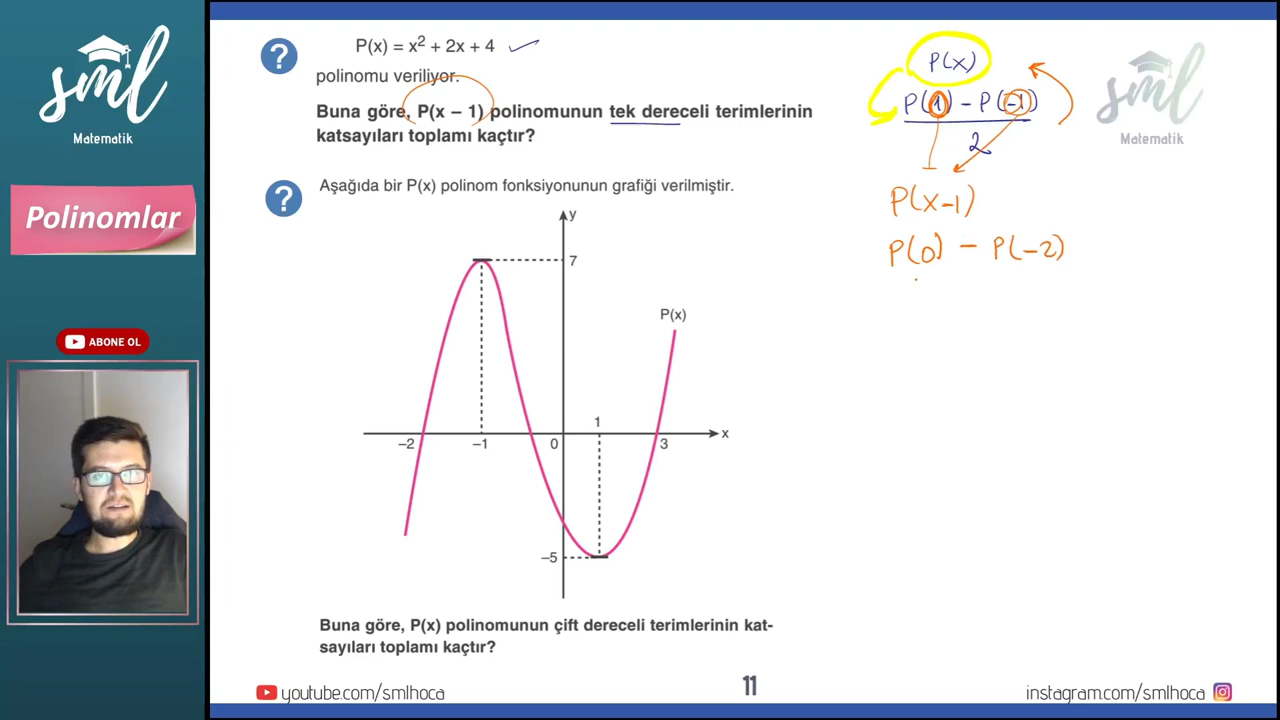 sml
Matematik
Polinomlar
ABONE OL
?
P(x) = x² + 2x + 4
polinomu veriliyor.
Buna göre, P(x – 1) polinomunun tek dereceli terimlerinin
katsayıları toplamı kaçtır?
?
Aşağıda bir P(x) polinom fonksiyonunun grafiği verilmiştir.
y
7
P(x)
1
–2
–1
0
3
x
–5
Buna göre, P(x) polinomunun çift dereceli terimlerinin kat-
sayıları toplamı kaçtır?
P(x)
P(1) – P(–1)
2
P(x–1)
P(0) – P(–2)
sml
Matematik
youtube.com/smlhoca
11
instagram.com/smlhoca